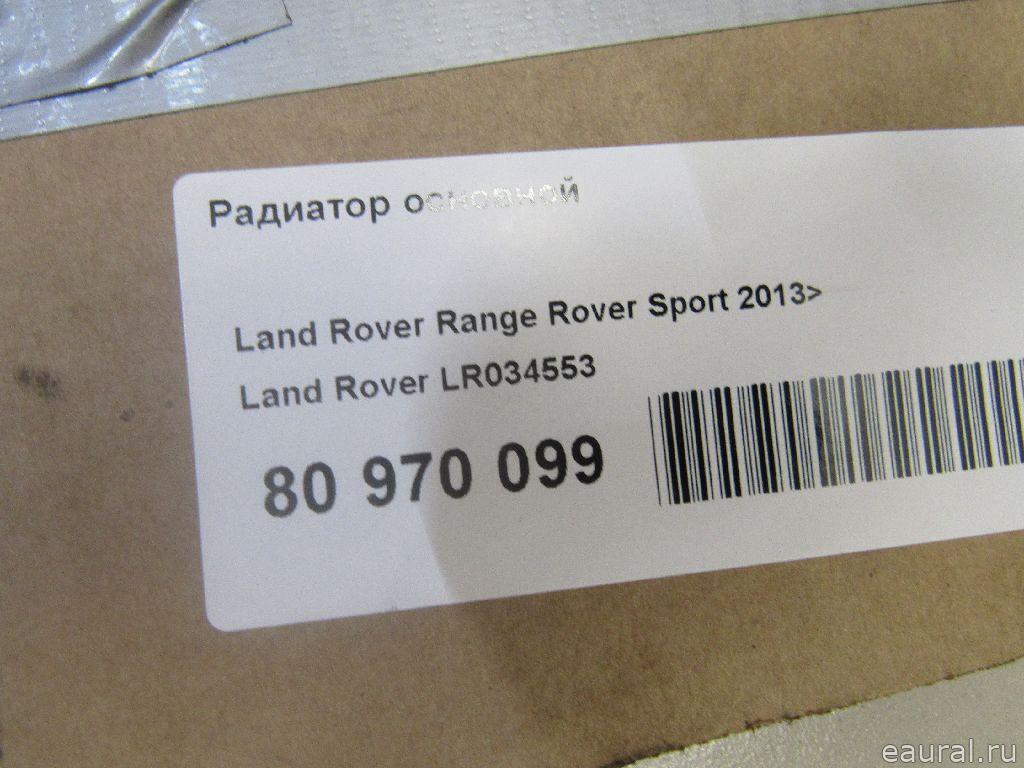 Радиатор основной
Land Rover Range Rover Sport 2013>
Land Rover LR034553
80 970 099
eaural.ru